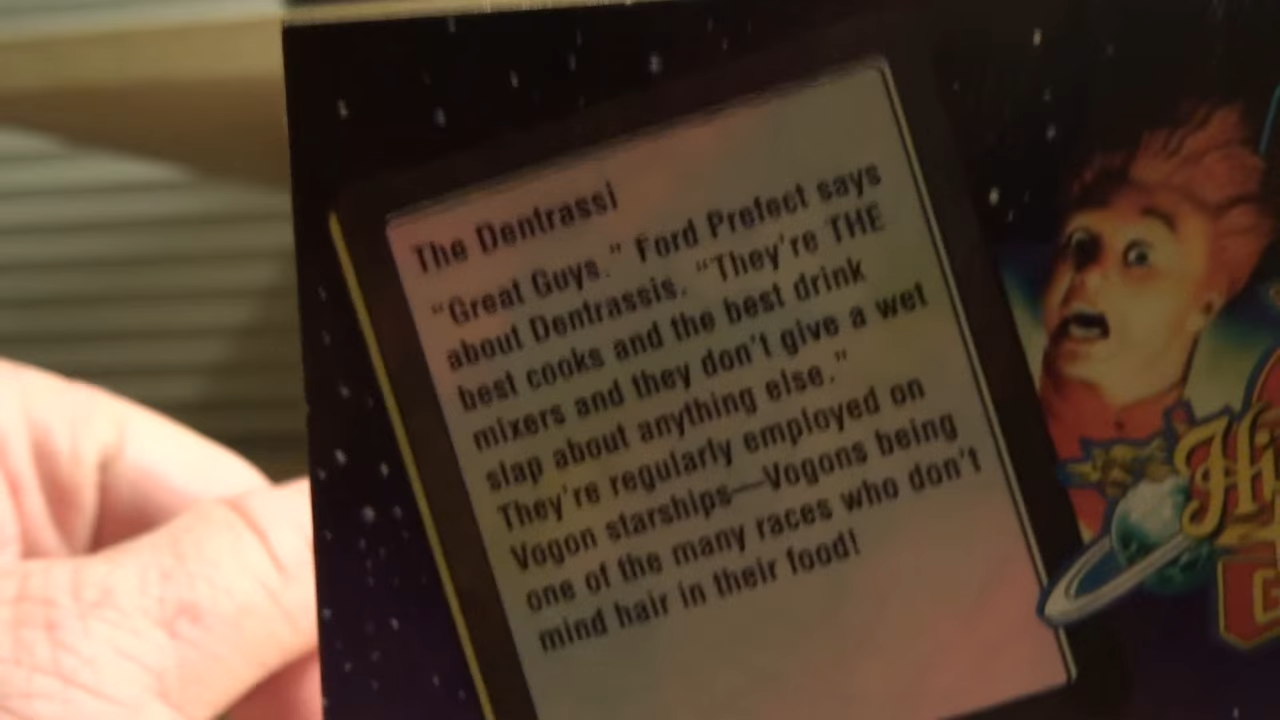 The Dentrassi
"Great Guys." Ford Prefect says
about Dentrassis. "They're THE
best cooks and the best drink
mixers and they don't give a wet
slap about anything else."
They're regularly employed on
Vogon starships—Vogons being
one of the many races who don't
mind hair in their food!
Hi
G